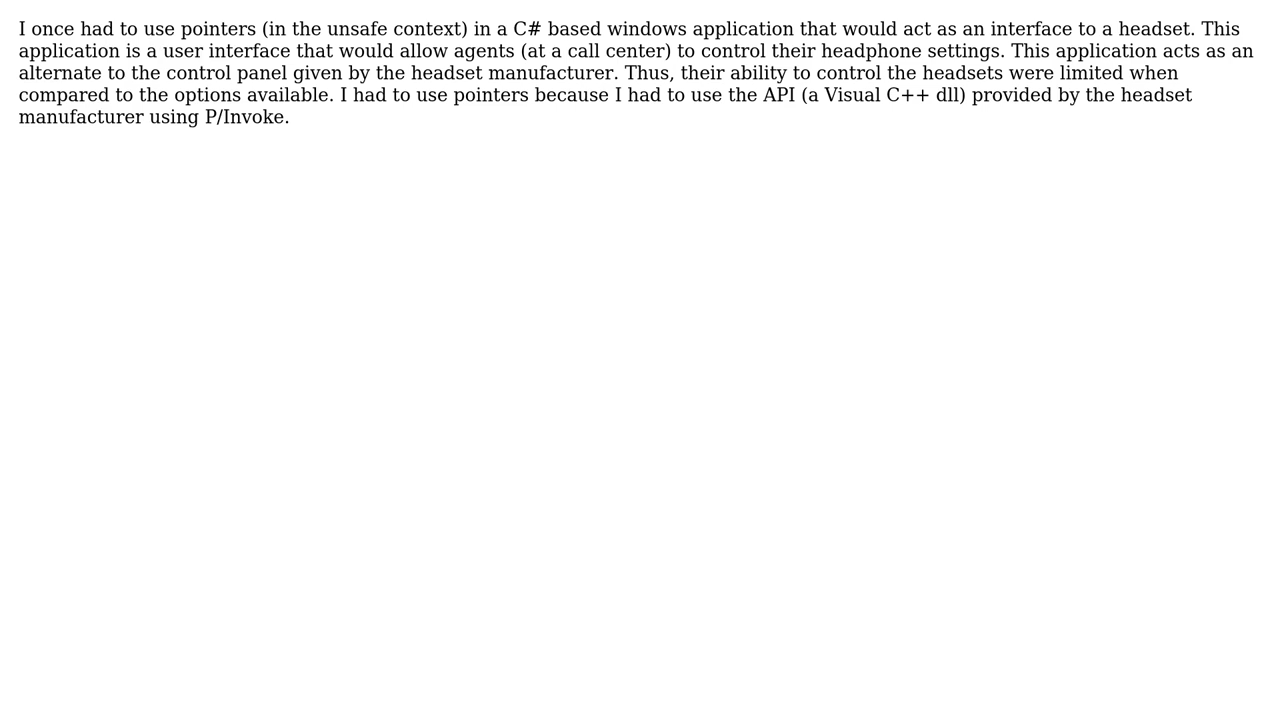 I once had to use pointers (in the unsafe context) in a C# based windows application that would act as an interface to a headset. This
application is a user interface that would allow agents (at a call center) to control their headphone settings. This application acts as an
alternate to the control panel given by the headset manufacturer. Thus, their ability to control the headsets were limited when
compared to the options available. I had to use pointers because I had to use the API (a Visual C++ dll) provided by the headset
manufacturer using P/Invoke.